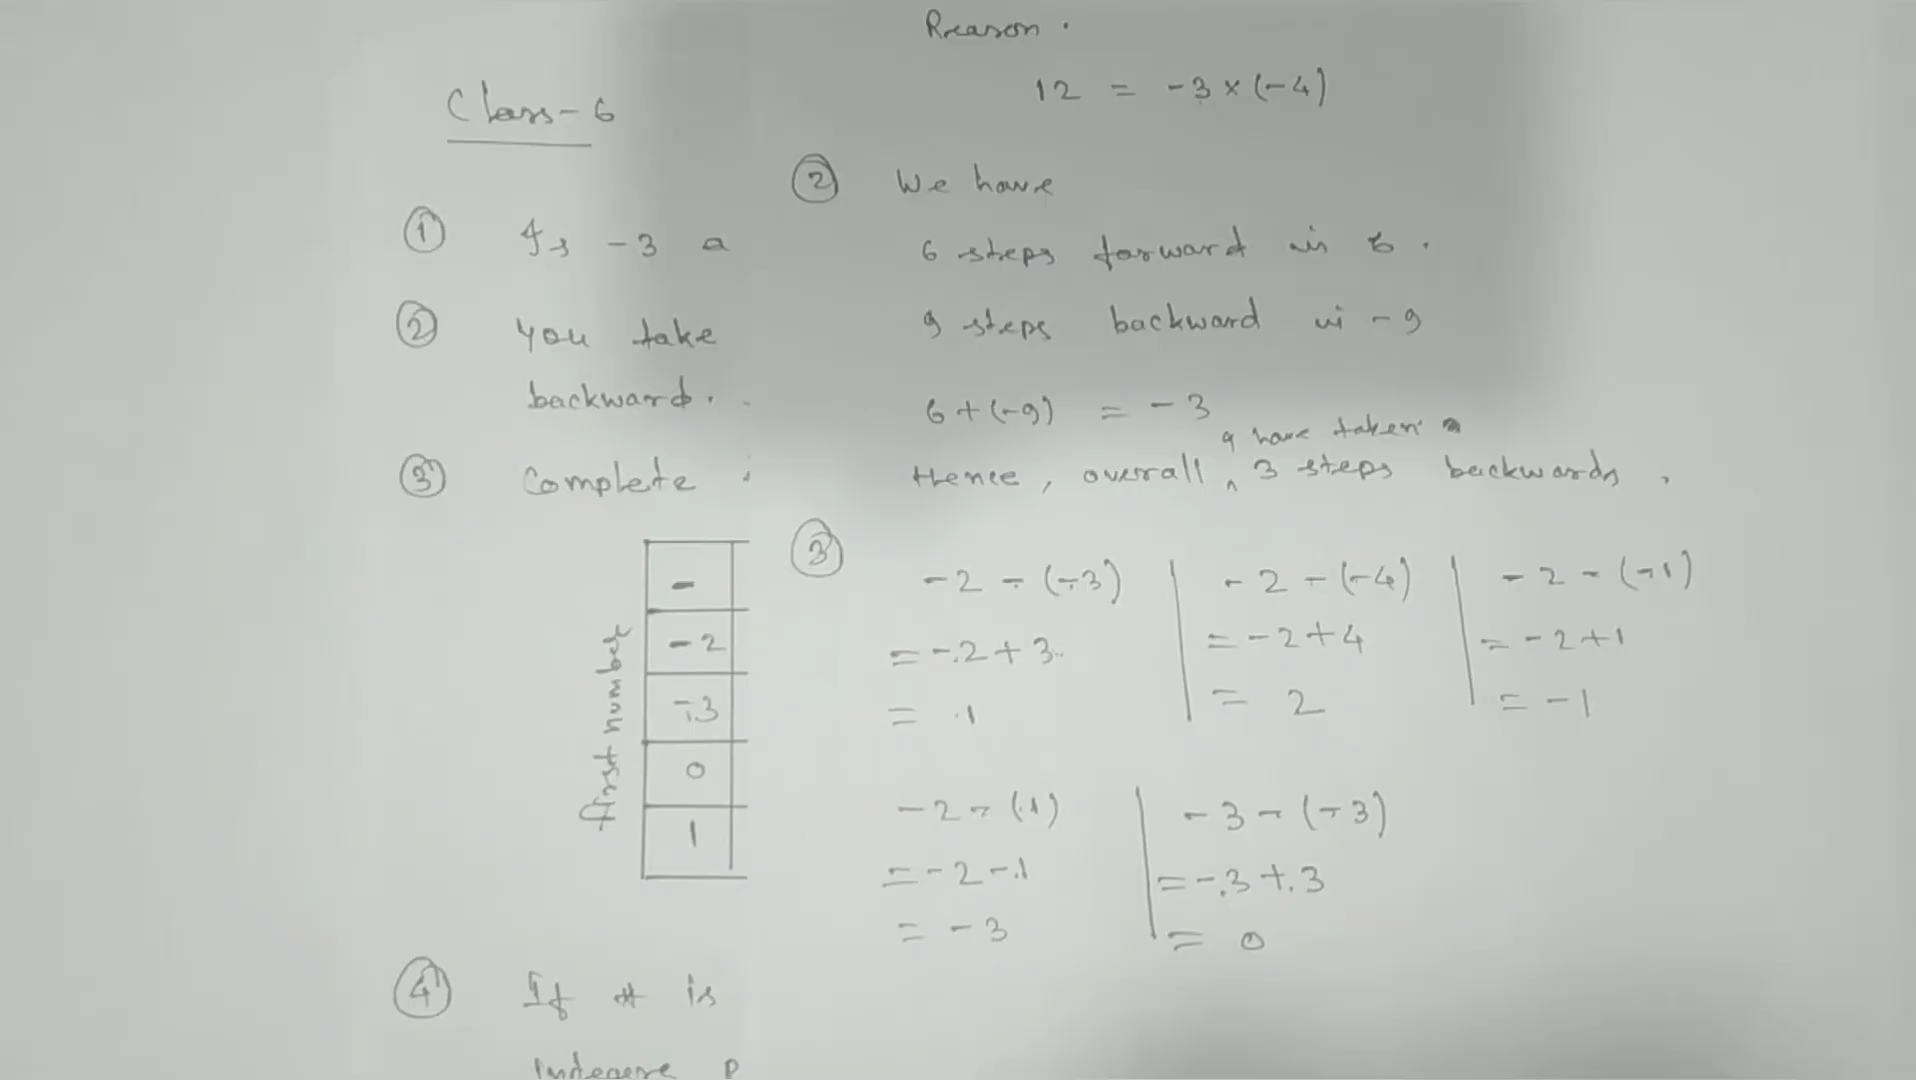 Class-6
① Is -3 a
② You take
backward.
③ Complete
First number
-
-2
-3
0
1
④ If * is
Reason.
12 = -3 × (-4)
② We have
6 steps forward is 6.
9 steps backward is -9
6 + (-9) = -3
I have taken
Hence, overall ^ 3 steps backwards.
③ -2 - (-3)
= -2 + 3
= 1
-2 - (-4)
= -2 + 4
= 2
-2 - (-1)
= -2 + 1
= -1
-2 - (1)
= -2 - 1
= -3
-3 - (-3)
= -3 + 3
= 0